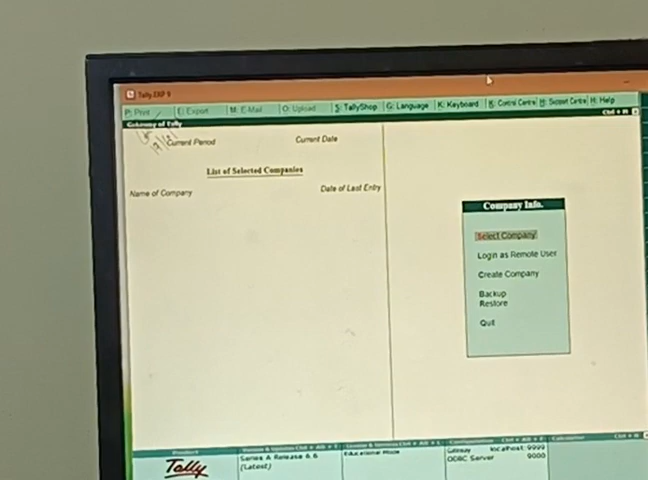 Tally.ERP 9
P: Print E: Export M: E-Mail O: Upload S: TallyShop G: Language K: Keyboard K: Control Centre H: Support Centre H: Help
Gateway of Tally Ctrl + M
Current Period Current Date
List of Selected Companies
Name of Company Date of Last Entry
Company Info.
Select Company
Login as Remote User
Create Company
Backup
Restore
Quit
Product Calculator Ctrl + N
Tally
Series A Release 6.6
(Latest)
Educational Mode
Gateway localhost:9999
ODBC Server 9000